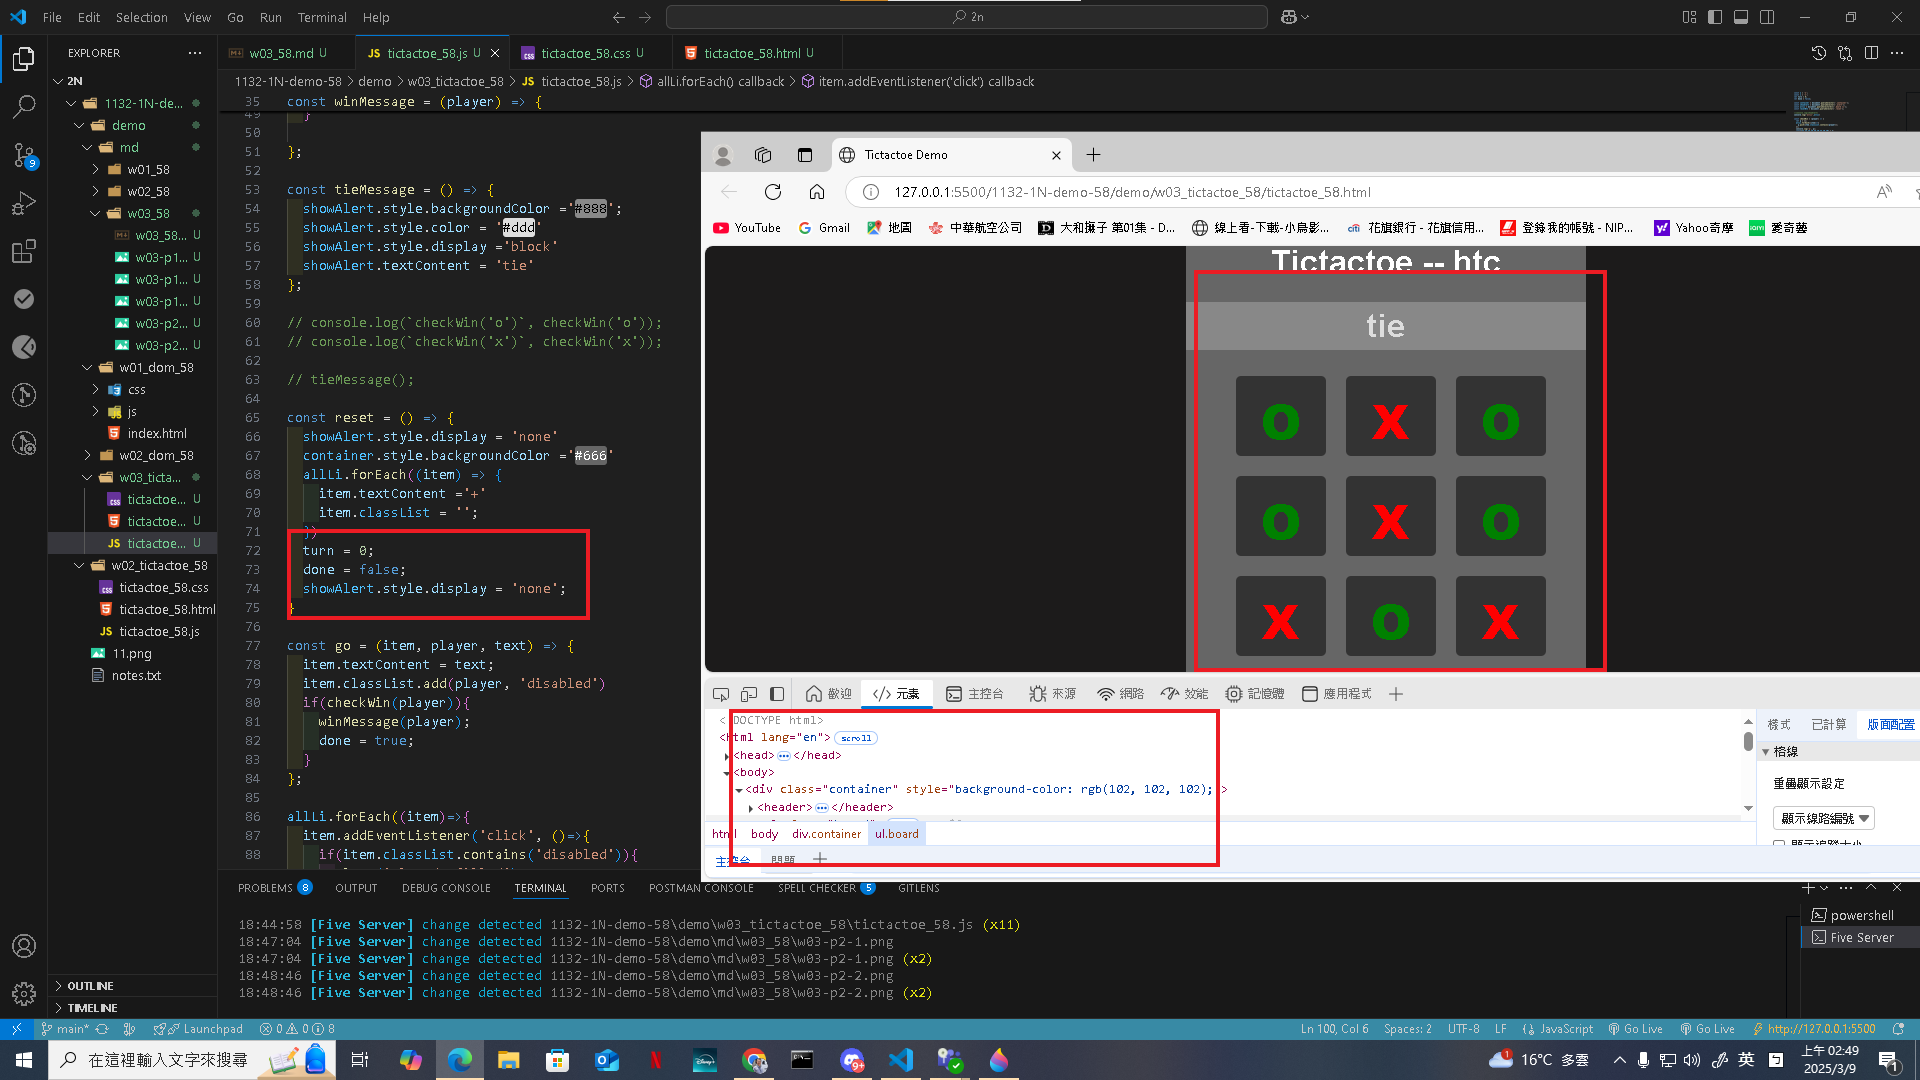 File Edit Selection View Go Run Terminal Help
2n
EXPLORER
w03_58.md U
tictactoe_58.js U
tictactoe_58.css U
tictactoe_58.html U
1132-1N-demo-58 > demo > w03_tictactoe_58 > tictactoe_58.js > allLi.forEach() callback > item.addEventListener('click') callback
2N
1132-1N-de...
demo
md
w01_58
w02_58
w03_58
w03_58... U
w03-p1... U
w03-p1... U
w03-p1... U
w03-p2... U
w03-p2... U
w01_dom_58
css
js
index.html
w02_dom_58
w03_ticta...
tictactoe... U
tictactoe... U
tictactoe... U
w02_tictactoe_58
tictactoe_58.css
tictactoe_58.html
tictactoe_58.js
11.png
notes.txt
OUTLINE
TIMELINE
35 const winMessage = (player) => {
49 }
50
51 };
52
53 const tieMessage = () => {
54 showAlert.style.backgroundColor ='#888';
55 showAlert.style.color = '#ddd'
56 showAlert.style.display ='block'
57 showAlert.textContent = 'tie'
58 };
59
60 // console.log(`checkWin('o')`, checkWin('o'));
61 // console.log(`checkWin('x')`, checkWin('x'));
62
63 // tieMessage();
64
65 const reset = () => {
66 showAlert.style.display = 'none'
67 container.style.backgroundColor ='#666'
68 allLi.forEach((item) => {
69 item.textContent ='+'
70 item.classList = '';
71 })
72 turn = 0;
73 done = false;
74 showAlert.style.display = 'none';
75 }
76
77 const go = (item, player, text) => {
78 item.textContent = text;
79 item.classList.add(player, 'disabled')
80 if(checkWin(player)){
81 winMessage(player);
82 done = true;
83 }
84 };
85
86 allLi.forEach((item)=>{
87 item.addEventListener('click', ()=>{
88 if(item.classList.contains('disabled')){
Tictactoe Demo
127.0.0.1:5500/1132-1N-demo-58/demo/w03_tictactoe_58/tictactoe_58.html
YouTube Gmail 地圖 中華航空公司 大和撫子 第01集 - D... 線上看-下載-小鳥影... 花旗銀行 - 花旗信用... 登錄我的帳號 - NIP... Yahoo奇摩 愛奇藝
Tictactoe -- htc
tie
o x o
o x o
x o x
歡迎 元素 主控台 來源 網路 效能 記憶體 應用程式
<!DOCTYPE html>
<html lang="en"> scroll
<head> ... </head>
<body>
<div class="container" style="background-color: rgb(102, 102, 102);">
<header> ... </header>
html body div.container ul.board
主控台 問題
樣式 已計算 版面配置
格線
重疊顯示設定
顯示線路編號
顯示追蹤大小
PROBLEMS 8 OUTPUT DEBUG CONSOLE TERMINAL PORTS POSTMAN CONSOLE SPELL CHECKER 5 GITLENS
18:44:58 [Five Server] change detected 1132-1N-demo-58\demo\w03_tictactoe_58\tictactoe_58.js (x11)
18:47:04 [Five Server] change detected 1132-1N-demo-58\demo\md\w03_58\w03-p2-1.png
18:47:04 [Five Server] change detected 1132-1N-demo-58\demo\md\w03_58\w03-p2-1.png (x2)
18:48:46 [Five Server] change detected 1132-1N-demo-58\demo\md\w03_58\w03-p2-2.png
18:48:46 [Five Server] change detected 1132-1N-demo-58\demo\md\w03_58\w03-p2-2.png (x2)
powershell
Five Server
main* Launchpad 0 0 8
Ln 100, Col 6 Spaces: 2 UTF-8 LF JavaScript Go Live Go Live http://127.0.0.1:5500
在這裡輸入文字來搜尋
16°C 多雲
英
上午 02:49
2025/3/9